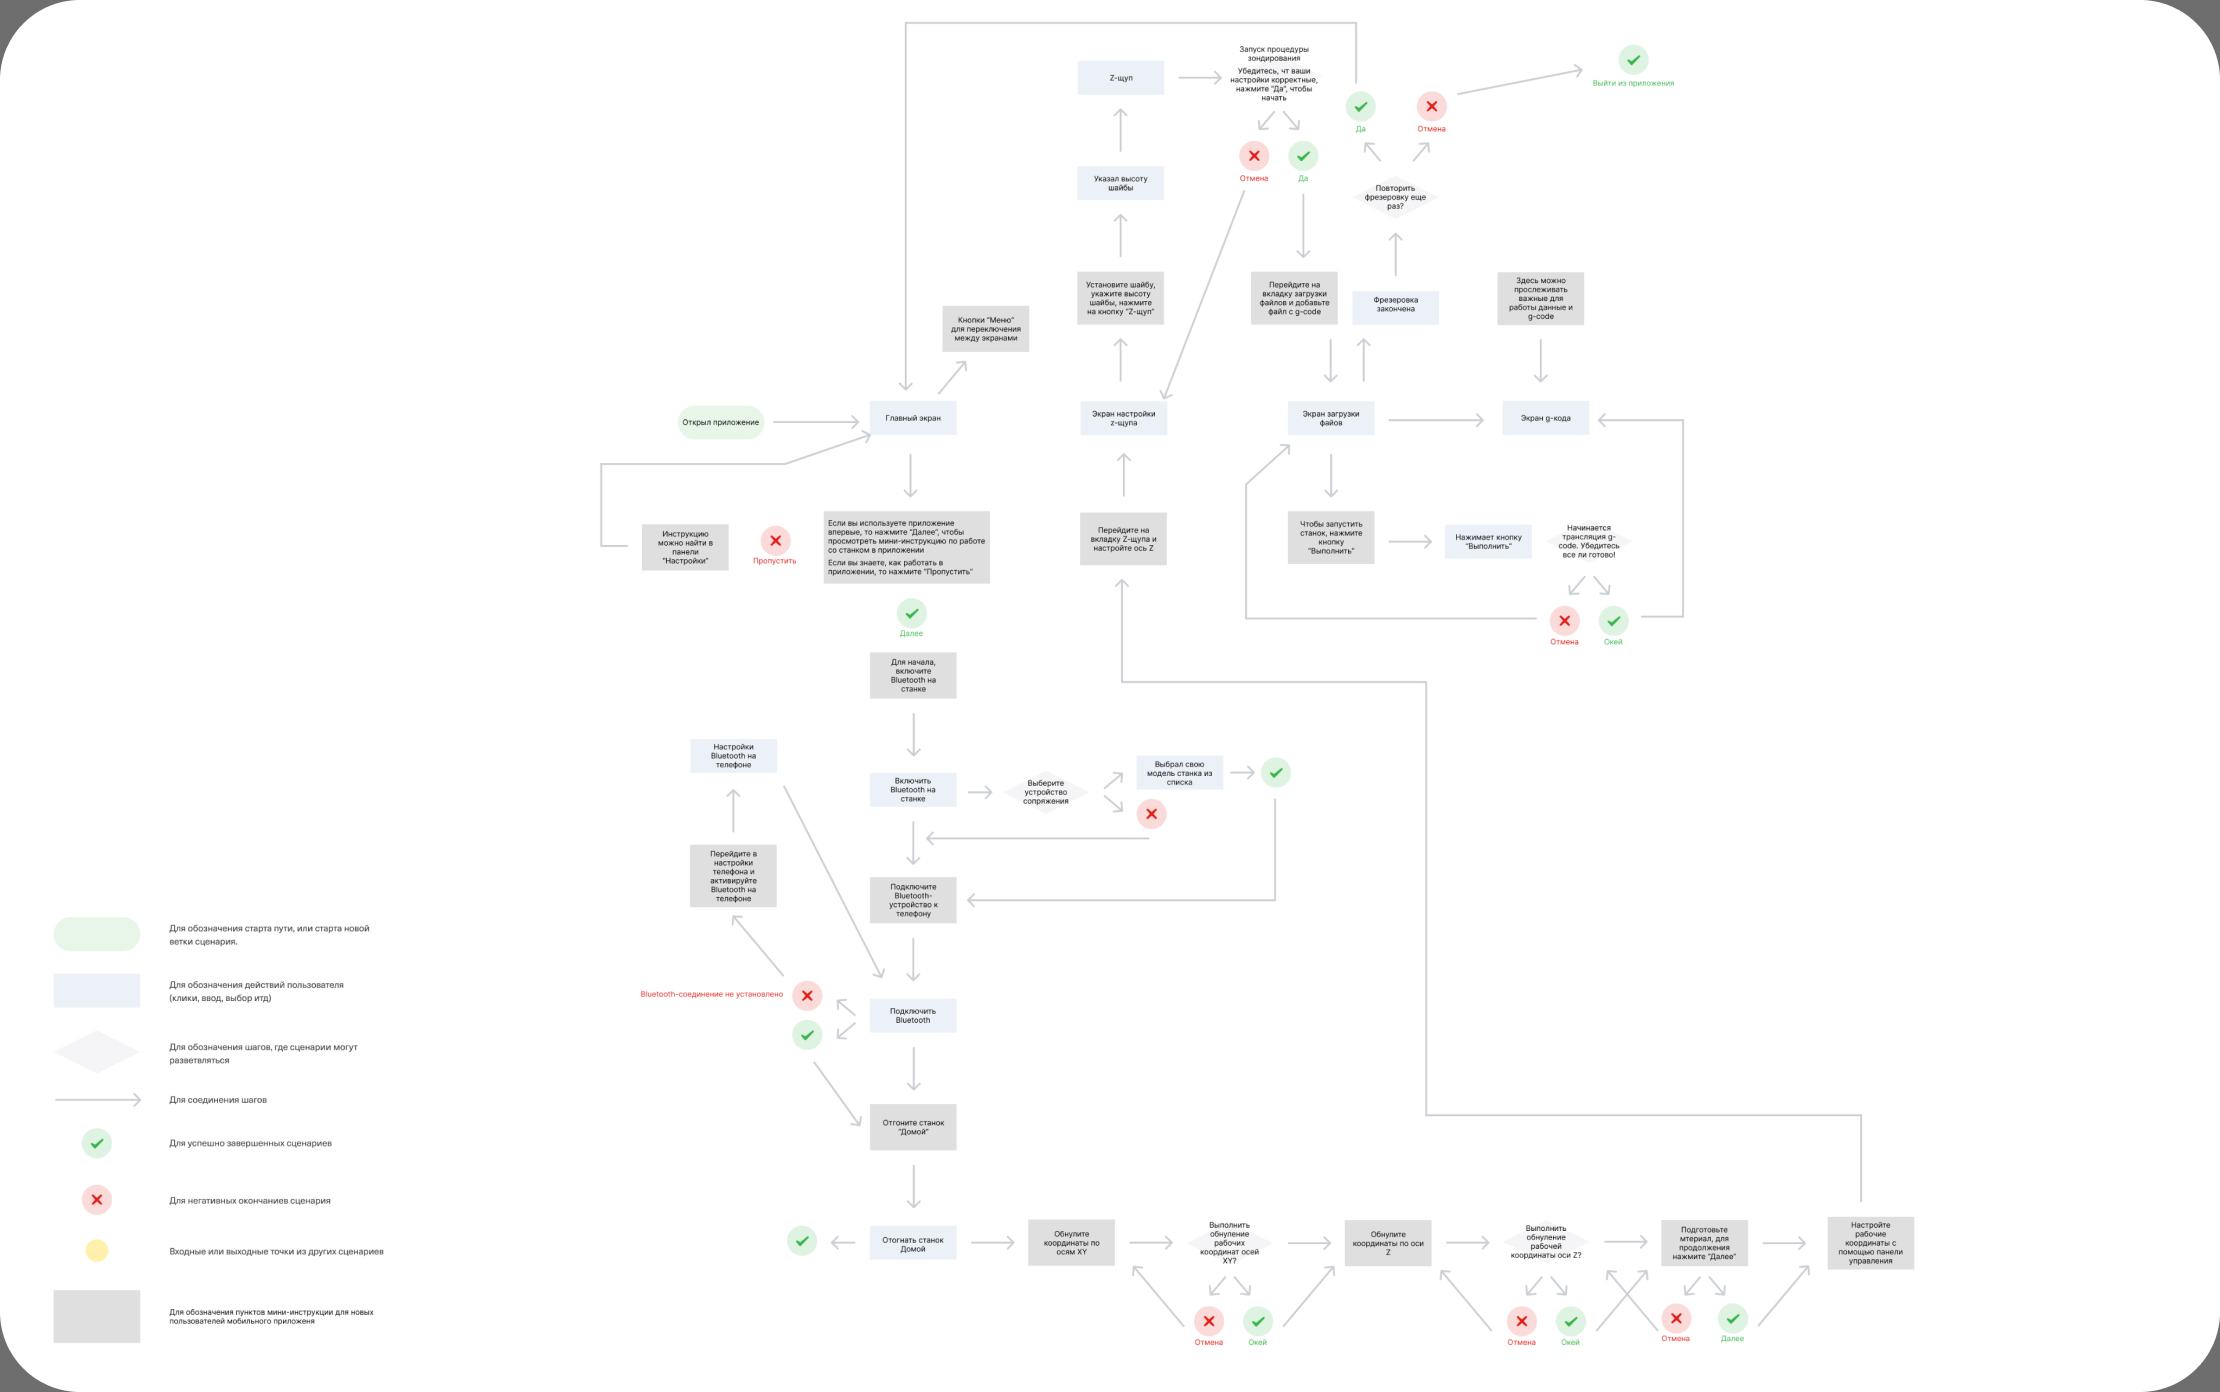 Запуск процедуры
зондирования
Убедитесь, чт ваши
настройки корректные,
нажмите "Да", чтобы
начать
Z-щуп
Выйти из приложения
Да
Отмена
Отмена
Да
Указал высоту
шайбы
Повторить
фрезеровку еще
раз?
Установите шайбу,
укажите высоту
шайбы, нажмите
на кнопку "Z-щуп"
Перейдите на
вкладку загрузки
файлов и добавьте
файл с g-code
Фрезеровка
закончена
Здесь можно
прослеживать
важные для
работы данные и
g-code
Кнопки "Меню"
для переключения
между экранами
Открыл приложение
Главный экран
Экран настройки
z-щупа
Экран загрузки
файов
Экран g-кода
Инструкцию
можно найти в
панели
"Настройки"
Пропустить
Если вы используете приложение
впервые, то нажмите "Далее", чтобы
просмотреть мини-инструкцию по работе
со станком в приложении
Если вы знаете, как работать в
приложении, то нажмите "Пропустить"
Перейдите на
вкладку Z-щупа и
настройте ось Z
Чтобы запустить
станок, нажмите
кнопку
"Выполнить"
Нажимает кнопку
"Выполнить"
Начинается
трансляция g-
code. Убедитесь
все ли готово!
Отмена
Окей
Далее
Для начала,
включите
Bluetooth на
станке
Настройки
Bluetooth на
телефоне
Включить
Bluetooth на
станке
Выберите
устройство
сопряжения
Выбрал свою
модель станка из
списка
Перейдите в
настройки
телефона и
активируйте
Bluetooth на
телефоне
Подключите
Bluetooth-
устройство к
телефону
Bluetooth-соединение не установлено
Подключить
Bluetooth
Отгоните станок
"Домой"
Отогнать станок
Домой
Обнулите
координаты по
осям XY
Выполнить
обнуление
рабочих
координат осей
XY?
Отмена
Окей
Обнулите
координаты по оси
Z
Выполнить
обнуление
рабочей
координаты оси Z?
Отмена
Окей
Подготовьте
мтериал, для
продолжения
нажмите "Далее"
Отмена
Далее
Настройте
рабочие
координаты с
помощью панели
управления
Для обозначения старта пути, или старта новой
ветки сценария.
Для обозначения действий пользователя
(клики, ввод, выбор итд)
Для обозначения шагов, где сценарии могут
разветвляться
Для соединения шагов
Для успешно завершенных сценариев
Для негативных окончаниев сценария
Входные или выходные точки из других сценариев
Для обозначения пунктов мини-инструкции для новых
пользователей мобильного приложеня